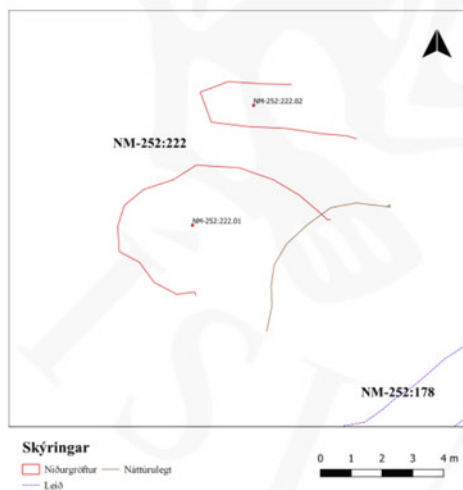 NM-252:222.02
NM-252:222
NM-252:222.01
NM-252:178
Skýringar
Niðurgröftur
Náttúrulegt
Leið
0 1 2 3 4 m